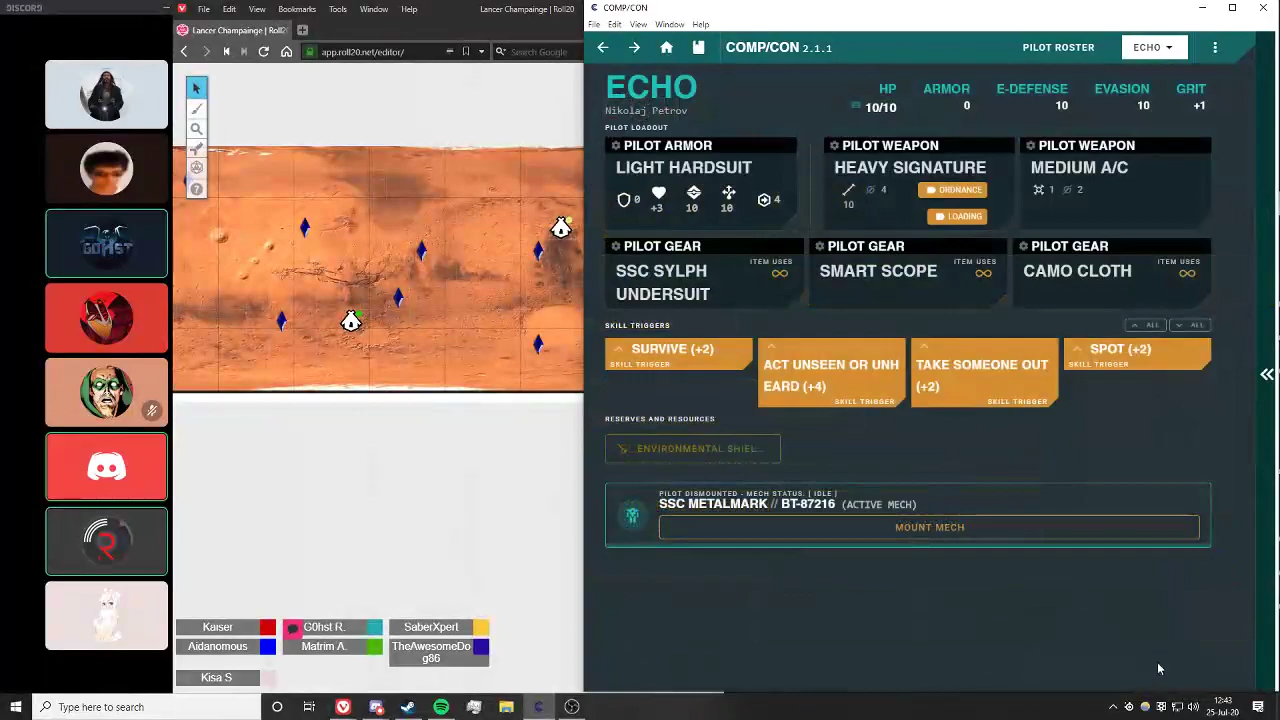 DISCORD
File
Edit
View
Bookmarks
Tools
Window
Help
Lancer Champainge | Roll20
Lancer Champainge | Roll2
app.roll20.net/editor/
Search Google
GOHST
Kaiser
G0hst R.
SaberXpert
Aidanomous
Matrim A.
TheAwesomeDo
g86
Kisa S
COMP/CON
File
Edit
View
Window
Help
COMP/CON 2.1.1
PILOT ROSTER
ECHO
ECHO
Nikolaj Petrov
HP
10/10
ARMOR
0
E-DEFENSE
10
EVASION
10
GRIT
+1
PILOT LOADOUT
PILOT ARMOR
LIGHT HARDSUIT
0
+3
10
10
4
PILOT WEAPON
HEAVY SIGNATURE
10
4
ORDNANCE
LOADING
PILOT WEAPON
MEDIUM A/C
1
2
PILOT GEAR
SSC SYLPH
UNDERSUIT
ITEM USES
PILOT GEAR
SMART SCOPE
ITEM USES
PILOT GEAR
CAMO CLOTH
ITEM USES
SKILL TRIGGERS
ALL
ALL
SURVIVE (+2)
SKILL TRIGGER
ACT UNSEEN OR UNH
EARD (+4)
SKILL TRIGGER
TAKE SOMEONE OUT
(+2)
SKILL TRIGGER
SPOT (+2)
SKILL TRIGGER
RESERVES AND RESOURCES
ENVIRONMENTAL SHIEL...
PILOT DISMOUNTED - MECH STATUS: [ IDLE ]
SSC METALMARK // BT-87216 (ACTIVE MECH)
MOUNT MECH
Type here to search
12:43
25-Jul-20